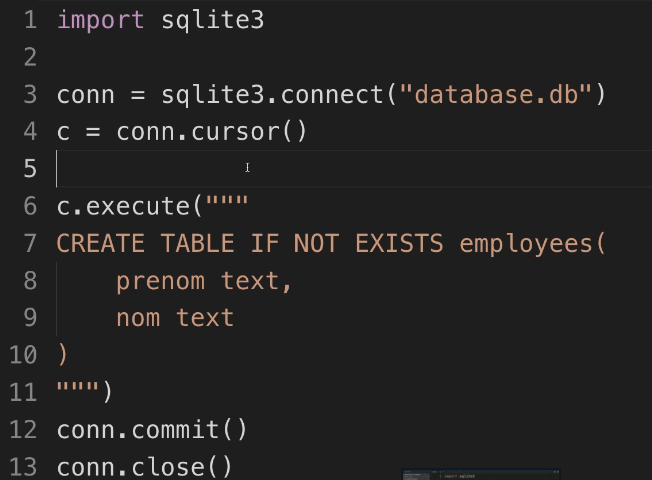 1 import sqlite3
2
3 conn = sqlite3.connect("database.db")
4 c = conn.cursor()
5
6 c.execute("""
7 CREATE TABLE IF NOT EXISTS employees(
8     prenom text,
9     nom text
10 )
11 """)
12 conn.commit()
13 conn.close()